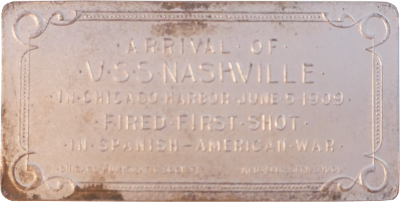 ·ARRIVAL·OF·
·U·S·S·NASHVILLE·
·IN·CHICAGO·HARBOR·JUNE·5·1909·
·FIRED·FIRST·SHOT·
·IN·SPANISH-AMERICAN·WAR·